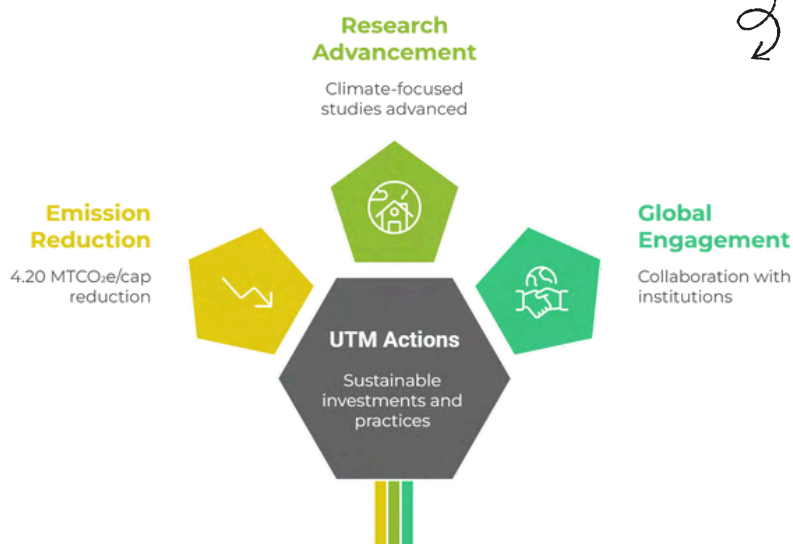 Research
Advancement
Climate-focused
studies advanced
Emission
Reduction
4.20 MTCO₂e/cap
reduction
Global
Engagement
Collaboration with
institutions
UTM Actions
Sustainable
investments and
practices